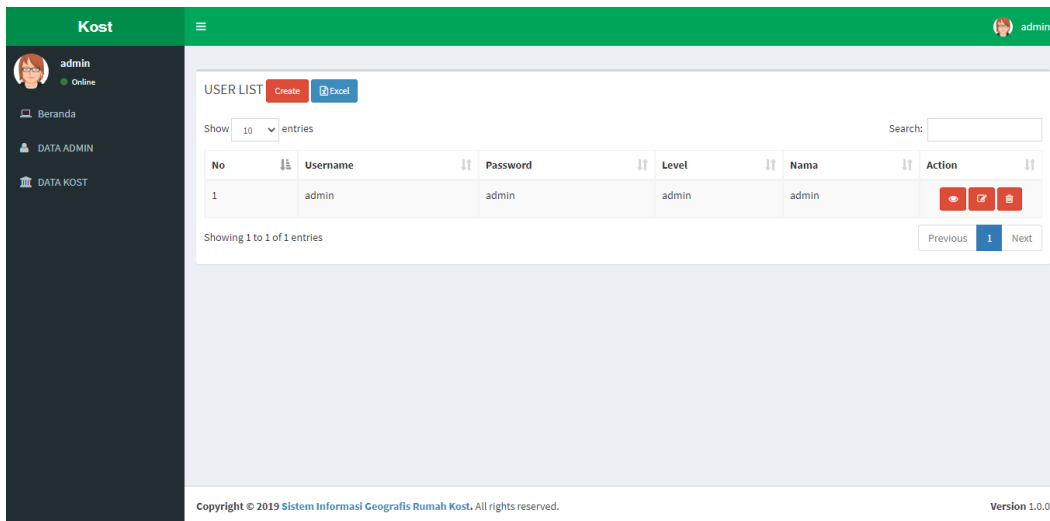 Kost
admin
admin
Online
Beranda
DATA ADMIN
DATA KOST
USER LIST Create Excel
Show 10 entries Search:
No Username Password Level Nama Action
1 admin admin admin admin
Showing 1 to 1 of 1 entries Previous 1 Next
Copyright © 2019 Sistem Informasi Geografis Rumah Kost. All rights reserved. Version 1.0.0